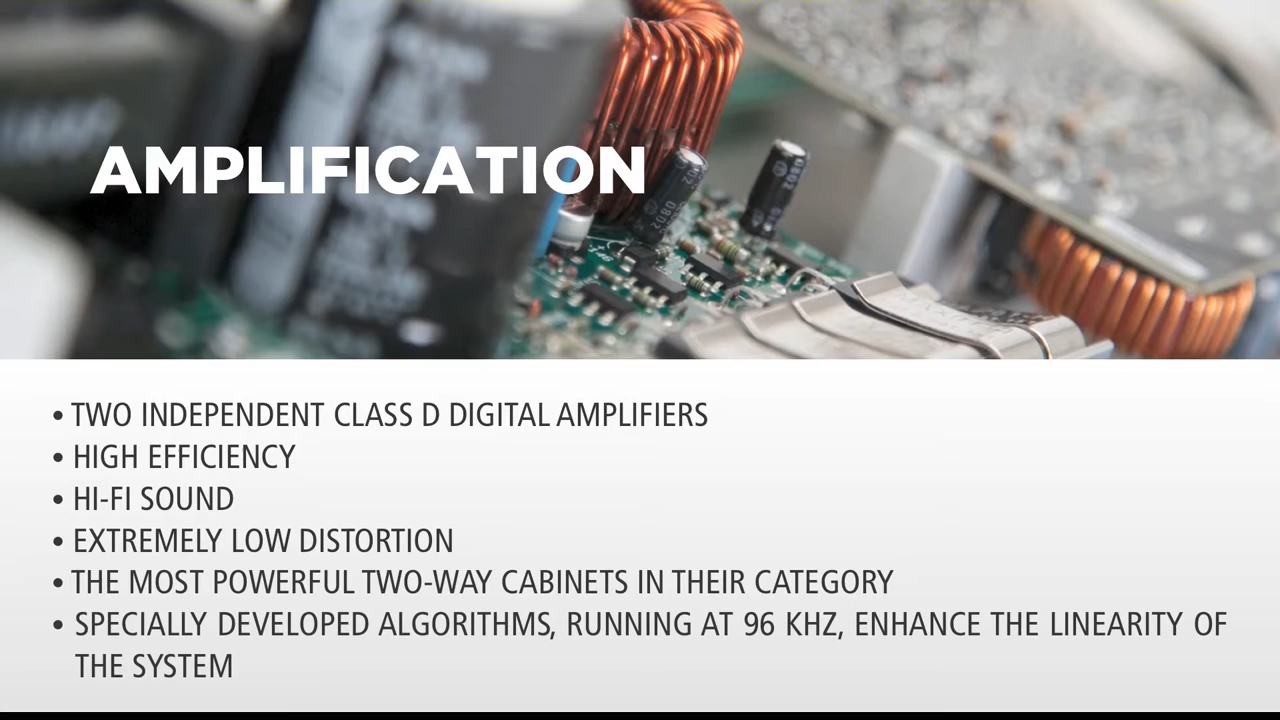 AMPLIFICATION
• TWO INDEPENDENT CLASS D DIGITAL AMPLIFIERS
• HIGH EFFICIENCY
• HI-FI SOUND
• EXTREMELY LOW DISTORTION
• THE MOST POWERFUL TWO-WAY CABINETS IN THEIR CATEGORY
• SPECIALLY DEVELOPED ALGORITHMS, RUNNING AT 96 KHZ, ENHANCE THE LINEARITY OF
THE SYSTEM